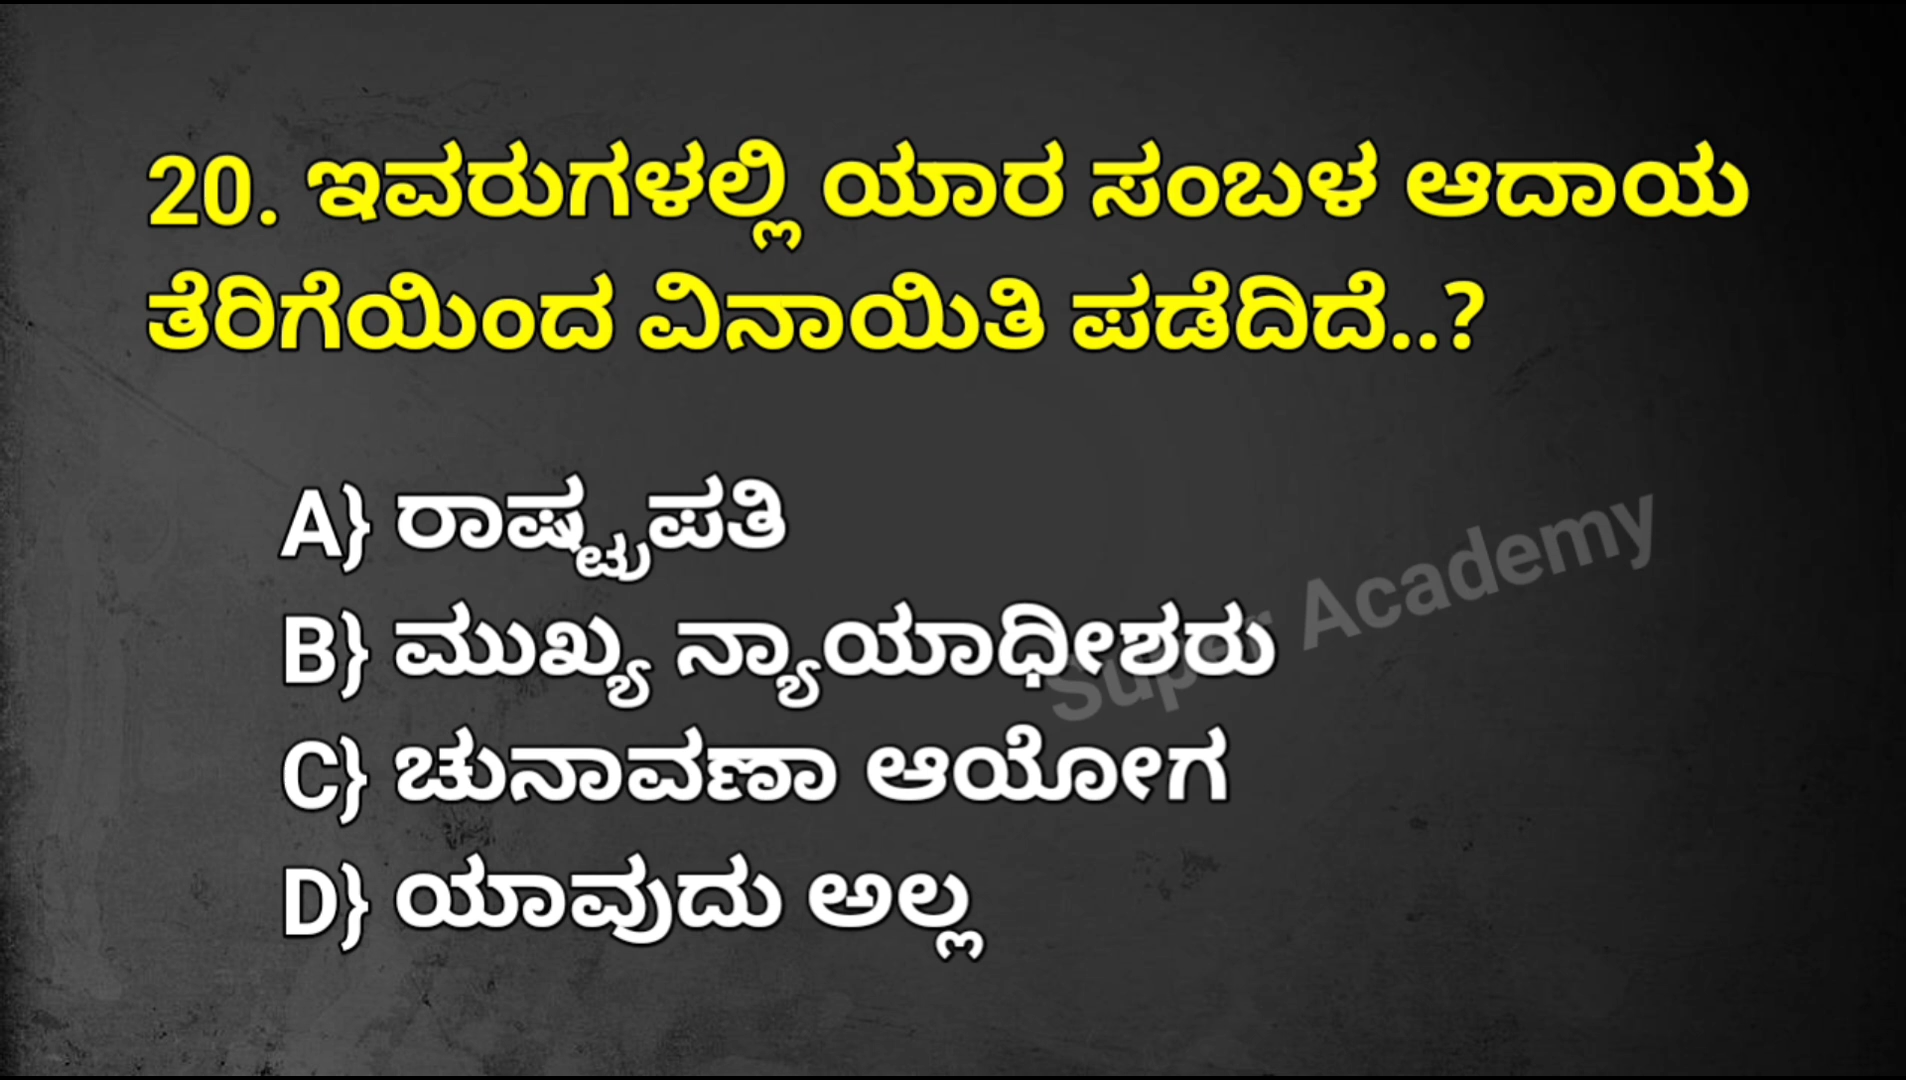 20. ಇವರುಗಳಲ್ಲಿ ಯಾರ ಸಂಬಳ ಆದಾಯ
ತೆರಿಗೆಯಿಂದ ವಿನಾಯಿತಿ ಪಡೆದಿದೆ..?
A} ರಾಷ್ಟ್ರಪತಿ
B} ಮುಖ್ಯ ನ್ಯಾಯಾಧೀಶರು
C} ಚುನಾವಣಾ ಆಯೋಗ
D} ಯಾವುದು ಅಲ್ಲ
Super Academy